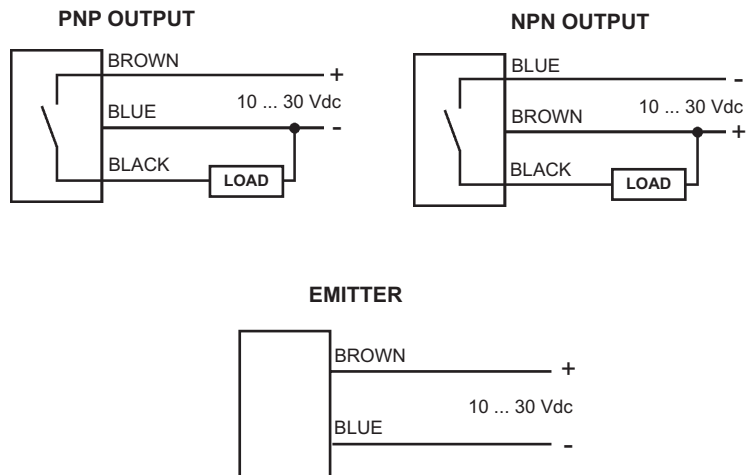 PNP OUTPUT
BROWN
+
BLUE
10 ... 30 Vdc
-
BLACK
LOAD
NPN OUTPUT
BLUE
-
10 ... 30 Vdc
BROWN
+
BLACK
LOAD
EMITTER
BROWN
+
10 ... 30 Vdc
BLUE
-